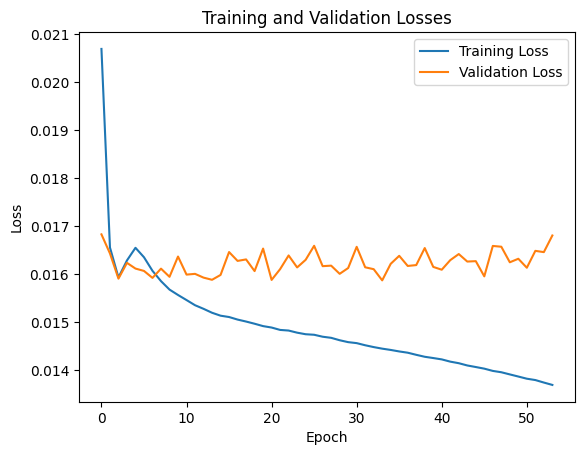 Training and Validation Losses
Training Loss
Validation Loss
0.021
0.020
0.019
0.018
0.017
0.016
0.015
0.014
Loss
0
10
20
30
40
50
Epoch